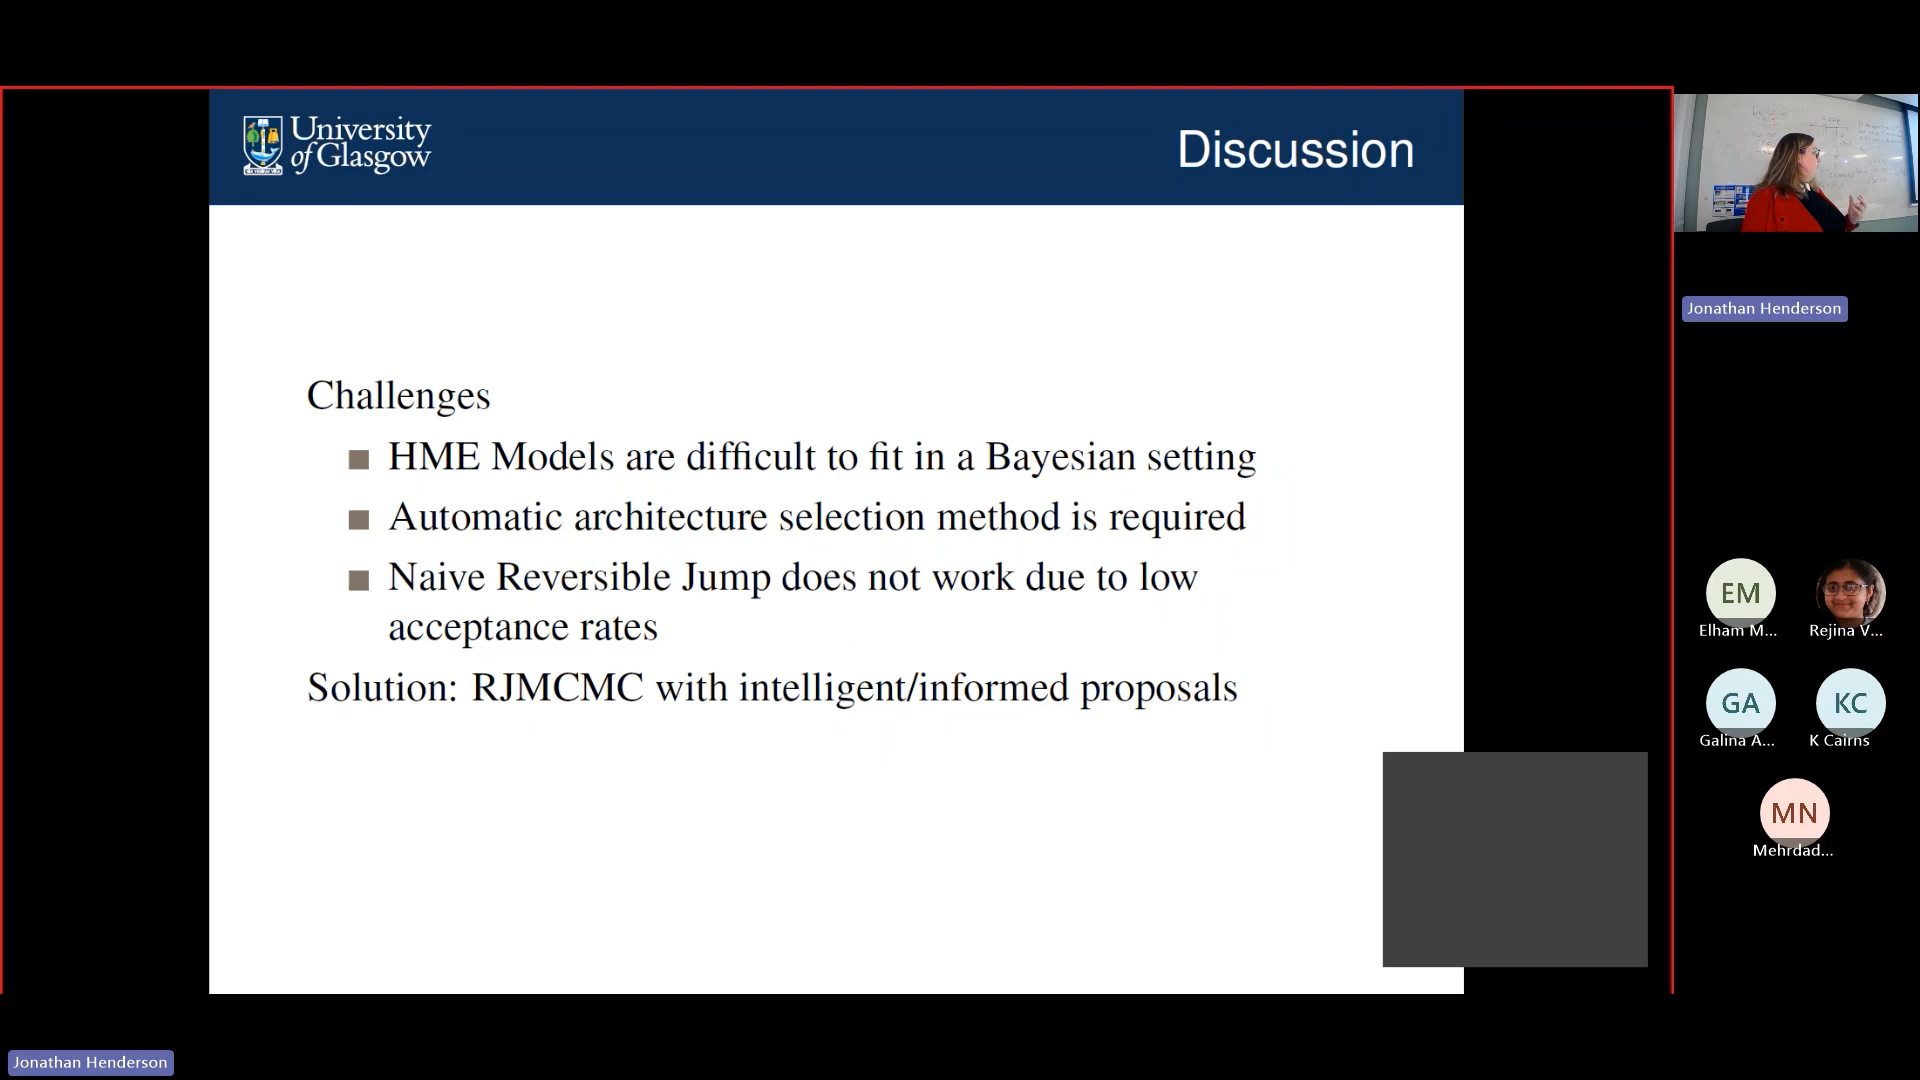 University
of Glasgow
Discussion
Challenges
HME Models are difficult to fit in a Bayesian setting
Automatic architecture selection method is required
Naive Reversible Jump does not work due to low
acceptance rates
Solution: RJMCMC with intelligent/informed proposals
Jonathan Henderson
EM
Elham M...
Rejina V...
GA
Galina A...
KC
K Cairns
MN
Mehrdad...
Jonathan Henderson